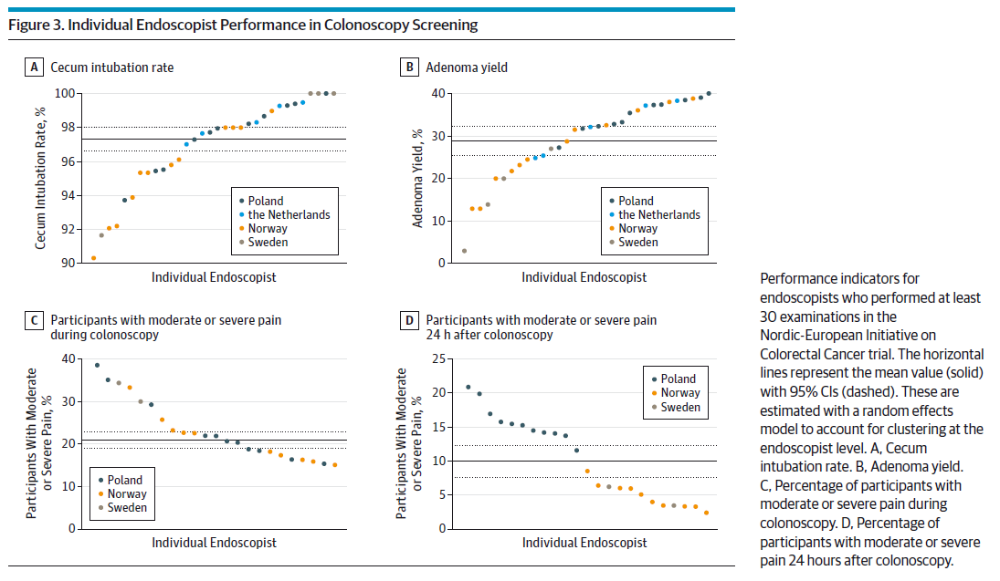 Figure 3. Individual Endoscopist Performance in Colonoscopy Screening
A Cecum intubation rate
Cecum Intubation Rate, %
100
98
96
94
92
90
Poland
the Netherlands
Norway
Sweden
Individual Endoscopist
B Adenoma yield
Adenoma Yield, %
40
30
20
10
0
Poland
the Netherlands
Norway
Sweden
Individual Endoscopist
C Participants with moderate or severe pain
during colonoscopy
Participants With Moderate
or Severe Pain, %
40
30
20
10
0
Poland
Norway
Sweden
Individual Endoscopist
D Participants with moderate or severe pain
24 h after colonoscopy
Participants With Moderate
or Severe Pain, %
25
20
15
10
5
0
Poland
Norway
Sweden
Individual Endoscopist
Performance indicators for
endoscopists who performed at least
30 examinations in the
Nordic-European Initiative on
Colorectal Cancer trial. The horizontal
lines represent the mean value (solid)
with 95% CIs (dashed). These are
estimated with a random effects
model to account for clustering at the
endoscopist level. A, Cecum
intubation rate. B, Adenoma yield.
C, Percentage of participants with
moderate or severe pain during
colonoscopy. D, Percentage of
participants with moderate or severe
pain 24 hours after colonoscopy.